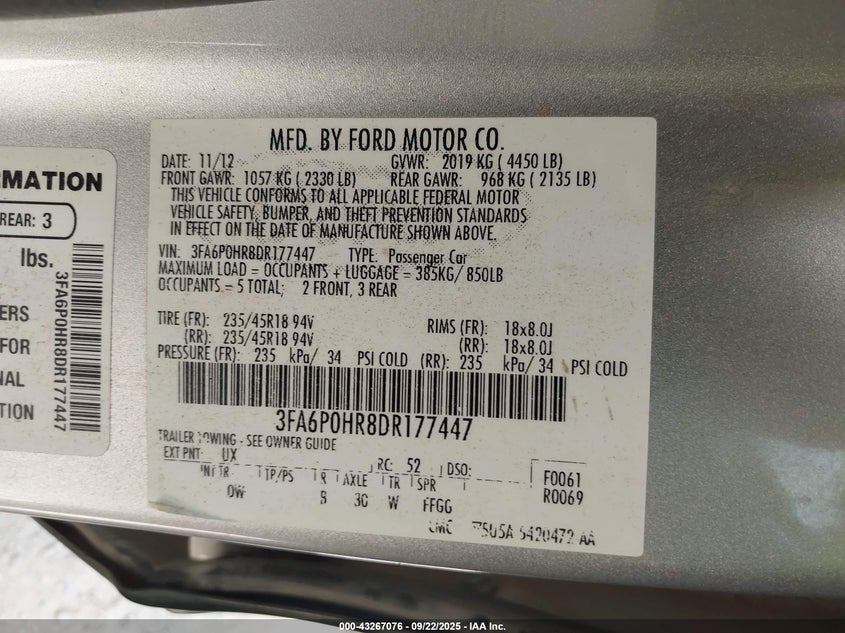 RMATION
REAR: 3
lbs.
ERS
FOR
NAL
TION
3FA6P0HR8DR177447
MFD. BY FORD MOTOR CO.
DATE: 11/12 GVWR: 2019 KG ( 4450 LB)
FRONT GAWR: 1057 KG ( 2330 LB) REAR GAWR: 968 KG ( 2135 LB)
THIS VEHICLE CONFORMS TO ALL APPLICABLE FEDERAL MOTOR
VEHICLE SAFETY, BUMPER, AND THEFT PREVENTION STANDARDS
IN EFFECT ON THE DATE OF MANUFACTURE SHOWN ABOVE.
VIN: 3FA6P0HR8DR177447 TYPE: Passenger Car
MAXIMUM LOAD = OCCUPANTS + LUGGAGE = 385KG/ 850LB
OCCUPANTS = 5 TOTAL; 2 FRONT, 3 REAR
TIRE (FR): 235/45R18 94V RIMS (FR): 18x8.0J
(RR): 235/45R18 94V (RR): 18x8.0J
PRESSURE (FR): 235 kPa/ 34 PSI COLD (RR): 235 kPa/ 34 PSI COLD
3FA6P0HR8DR177447
TRAILER TOWING - SEE OWNER GUIDE
EXT PNT: UX RC: 52 DSO: F0061
INT TR TP/PS R AXLE TR SPR R0069
OW 8 30 W FFGG
000-43267076 - 09/22/2025 - IAA Inc.